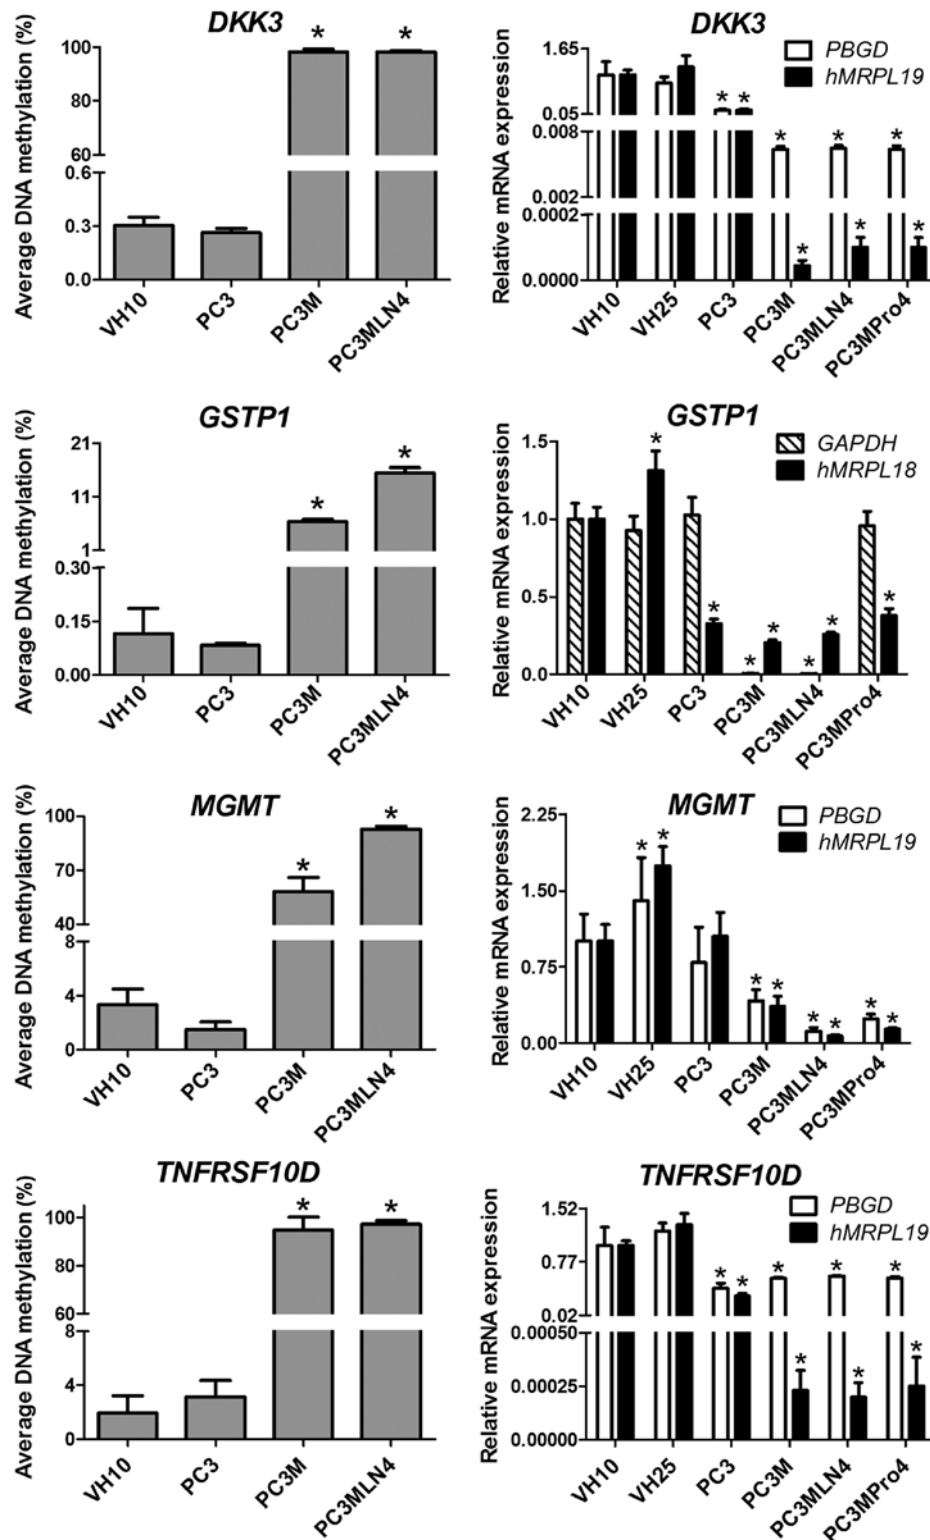 DKK3
Average DNA methylation (%)
100
80
60
0.6
0.3
0.0
* *
VH10 PC3 PC3M PC3MLN4
DKK3
PBGD
hMRPL19
Relative mRNA expression
1.65
0.05
0.008
0.002
0.0002
0.0000
* * * * * * * *
VH10 VH25 PC3 PC3M PC3MLN4 PC3MPro4
GSTP1
Average DNA methylation (%)
21
11
1
0.30
0.15
0.00
* *
VH10 PC3 PC3M PC3MLN4
GSTP1
GAPDH
hMRPL18
Relative mRNA expression
1.5
1.0
0.5
0.0
* * * * * * *
VH10 VH25 PC3 PC3M PC3MLN4 PC3MPro4
MGMT
Average DNA methylation (%)
100
70
40
8
4
0
* *
VH10 PC3 PC3M PC3MLN4
MGMT
PBGD
hMRPL19
Relative mRNA expression
2.25
1.50
0.75
0.00
* * * * * * * *
VH10 VH25 PC3 PC3M PC3MLN4 PC3MPro4
TNFRSF10D
Average DNA methylation (%)
100
80
60
8
4
0
* *
VH10 PC3 PC3M PC3MLN4
TNFRSF10D
PBGD
hMRPL19
Relative mRNA expression
1.52
0.77
0.02
0.00050
0.00025
0.00000
* * * * * * * *
VH10 VH25 PC3 PC3M PC3MLN4 PC3MPro4